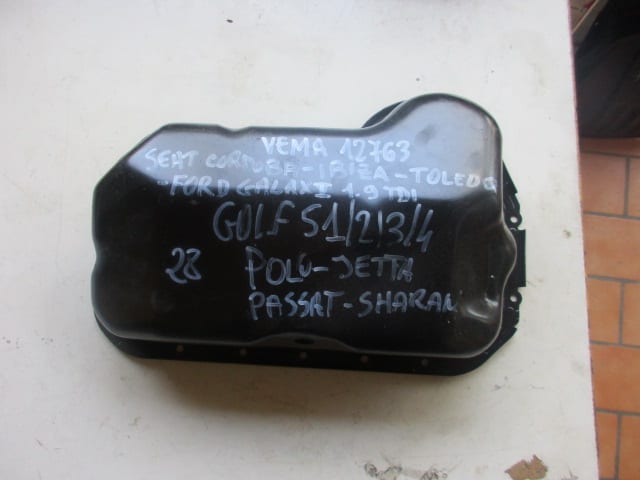 VEMA 12763
SEAT CORDOBA-IBIZA-TOLEDO
-FORD GALAXI 1.9 TDI
GOLF S 1/2/3/4
28 POLO-JETTA
PASSAT-SHARAN